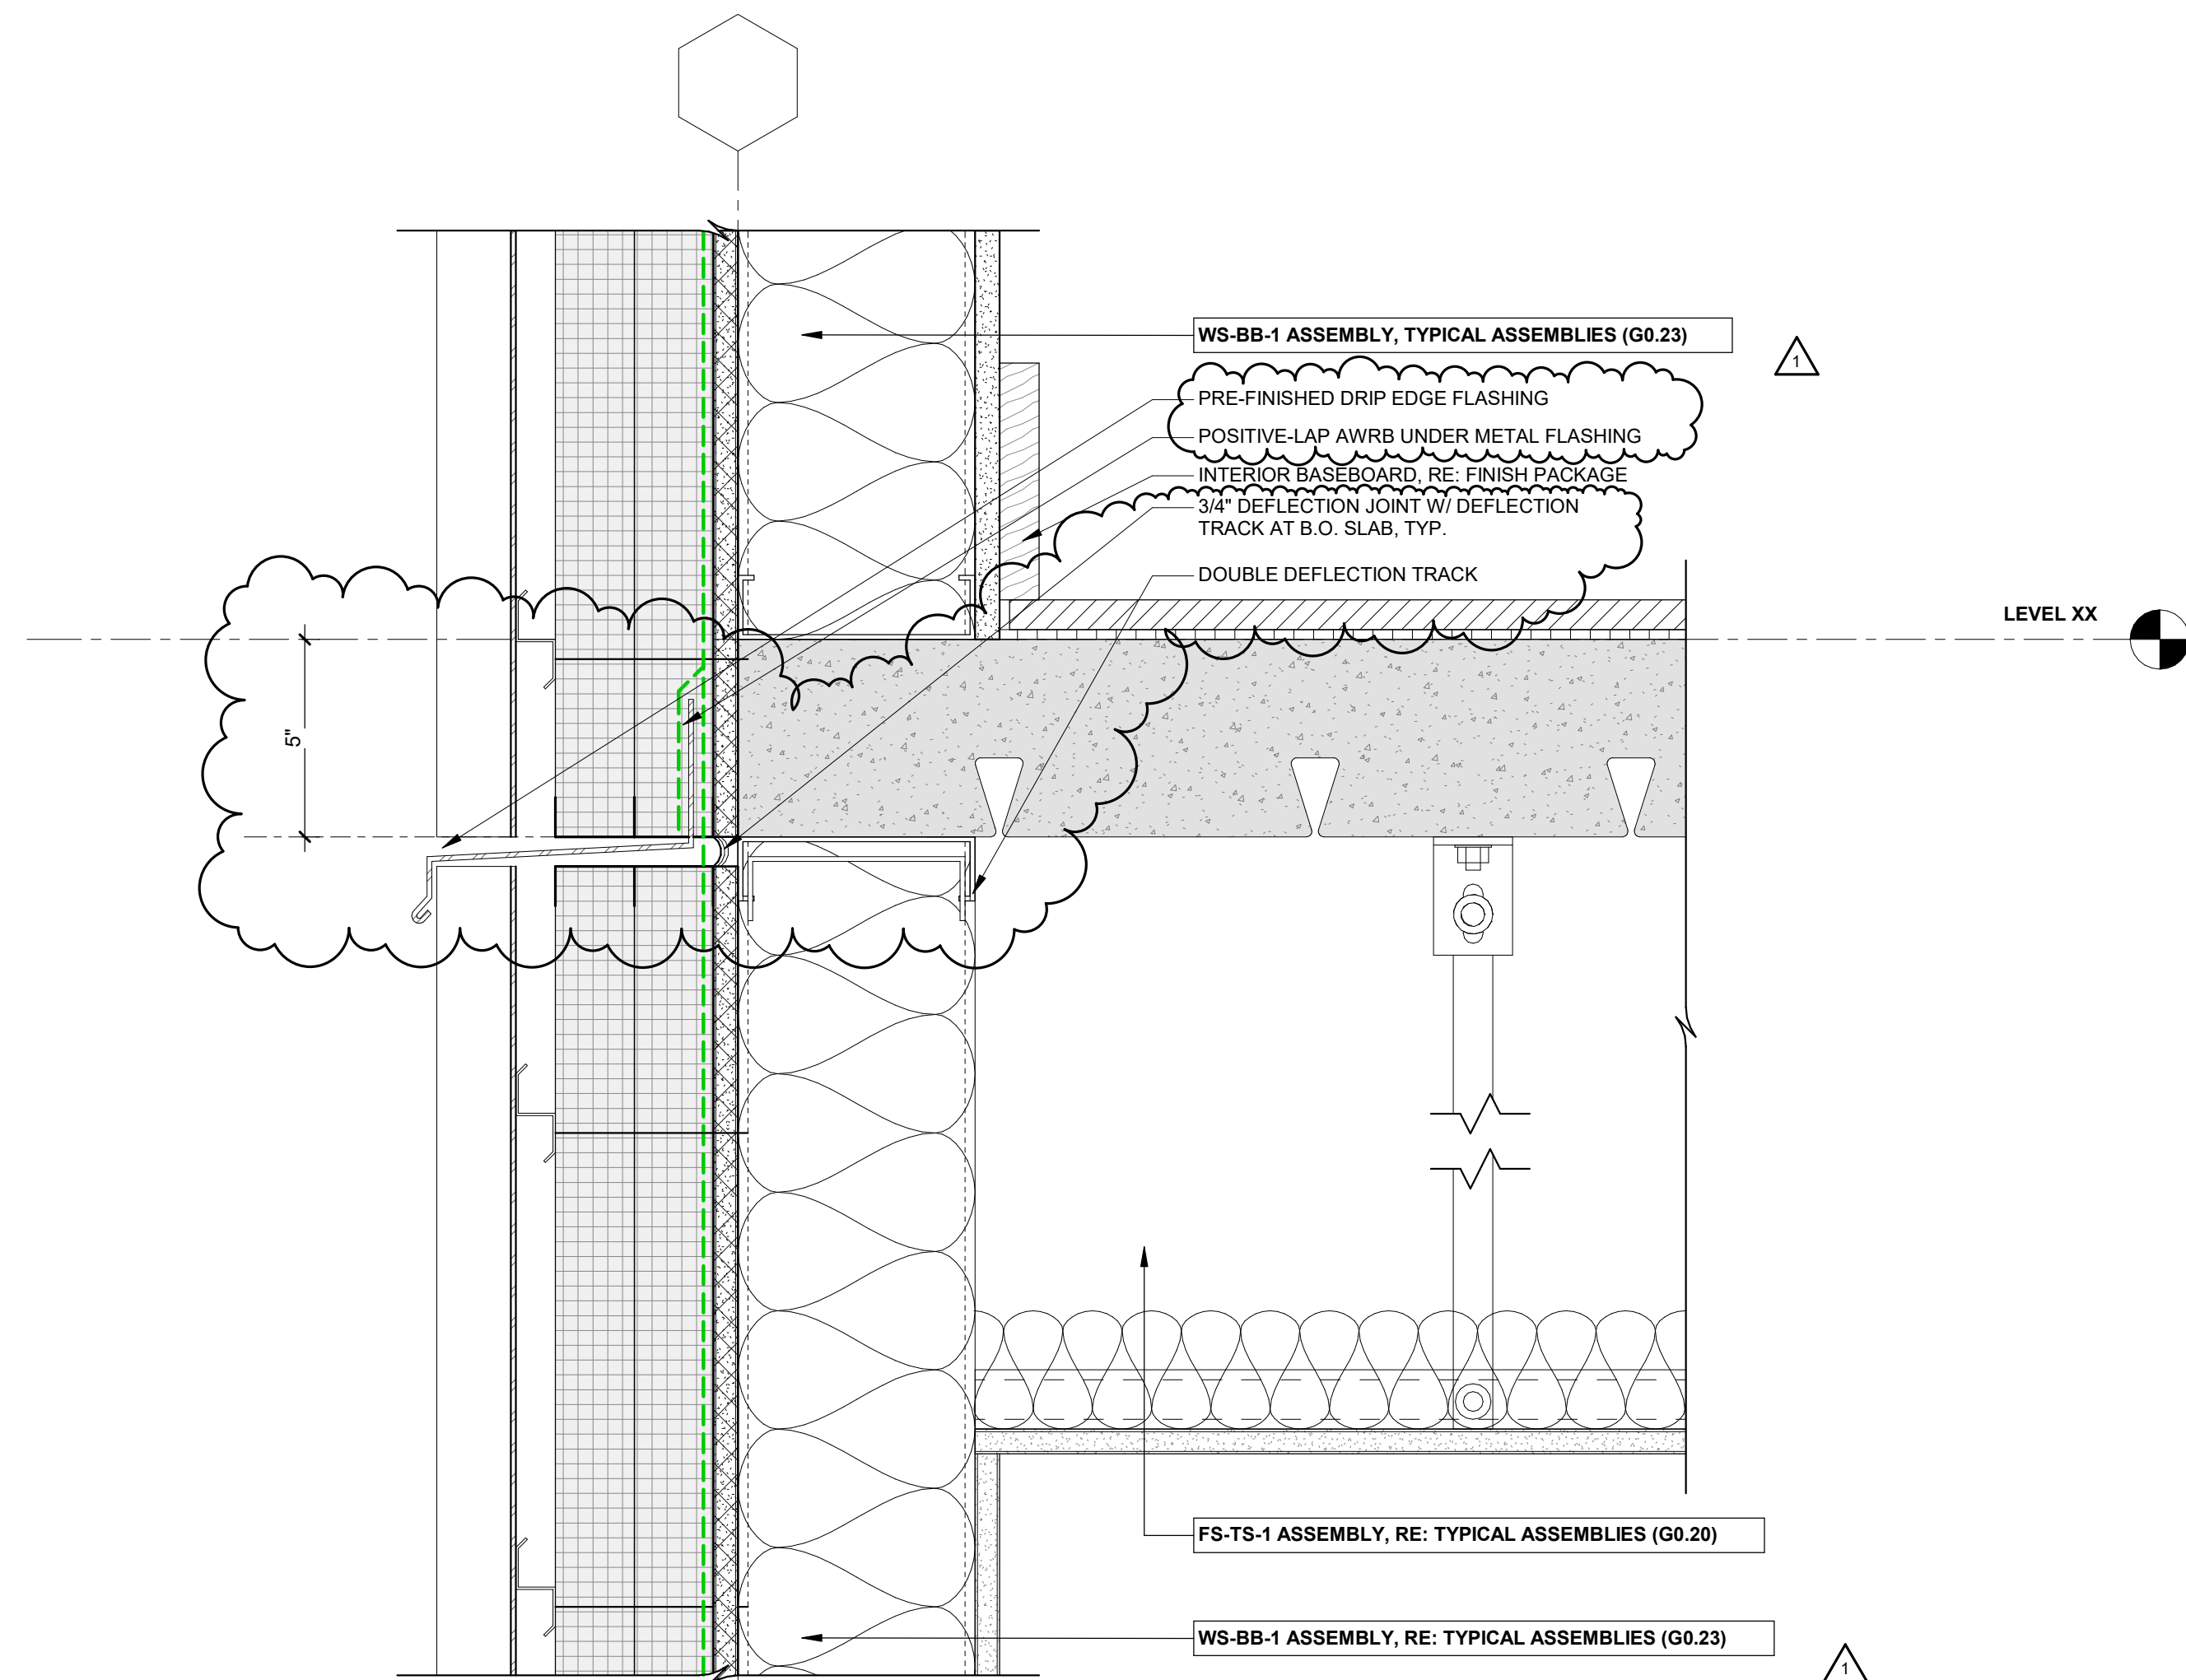 WS-BB-1 ASSEMBLY, TYPICAL ASSEMBLIES (G0.23)
1
PRE-FINISHED DRIP EDGE FLASHING
POSITIVE-LAP AWRB UNDER METAL FLASHING
INTERIOR BASEBOARD, RE: FINISH PACKAGE
3/4" DEFLECTION JOINT W/ DEFLECTION
TRACK AT B.O. SLAB, TYP.
DOUBLE DEFLECTION TRACK
LEVEL XX
5"
FS-TS-1 ASSEMBLY, RE: TYPICAL ASSEMBLIES (G0.20)
WS-BB-1 ASSEMBLY, RE: TYPICAL ASSEMBLIES (G0.23)
1